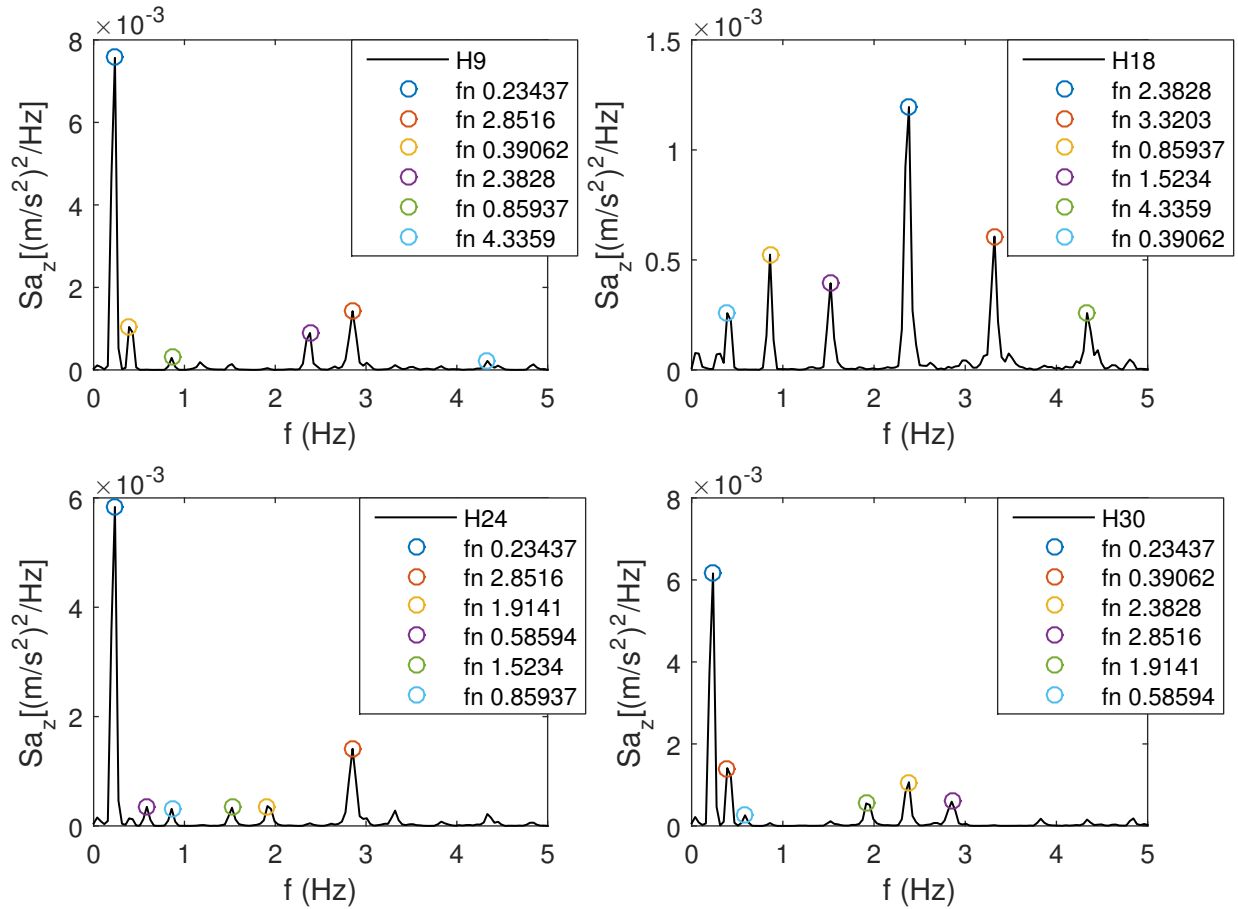 ×10⁻³
8
6
4
2
0
Sa_z[(m/s²)²/Hz]
0 1 2 3 4 5
f (Hz)
H9
fn 0.23437
fn 2.8516
fn 0.39062
fn 2.3828
fn 0.85937
fn 4.3359
×10⁻³
1.5
1
0.5
0
Sa_z[(m/s²)²/Hz]
0 1 2 3 4 5
f (Hz)
H18
fn 2.3828
fn 3.3203
fn 0.85937
fn 1.5234
fn 4.3359
fn 0.39062
×10⁻³
6
4
2
0
Sa_z[(m/s²)²/Hz]
0 1 2 3 4 5
f (Hz)
H24
fn 0.23437
fn 2.8516
fn 1.9141
fn 0.58594
fn 1.5234
fn 0.85937
×10⁻³
8
6
4
2
0
Sa_z[(m/s²)²/Hz]
0 1 2 3 4 5
f (Hz)
H30
fn 0.23437
fn 0.39062
fn 2.3828
fn 2.8516
fn 1.9141
fn 0.58594